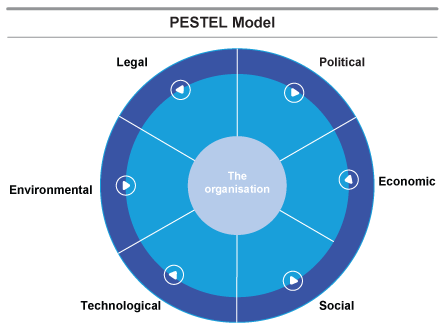 PESTEL Model
Legal
Political
The
organisation
Environmental
Economic
Technological
Social